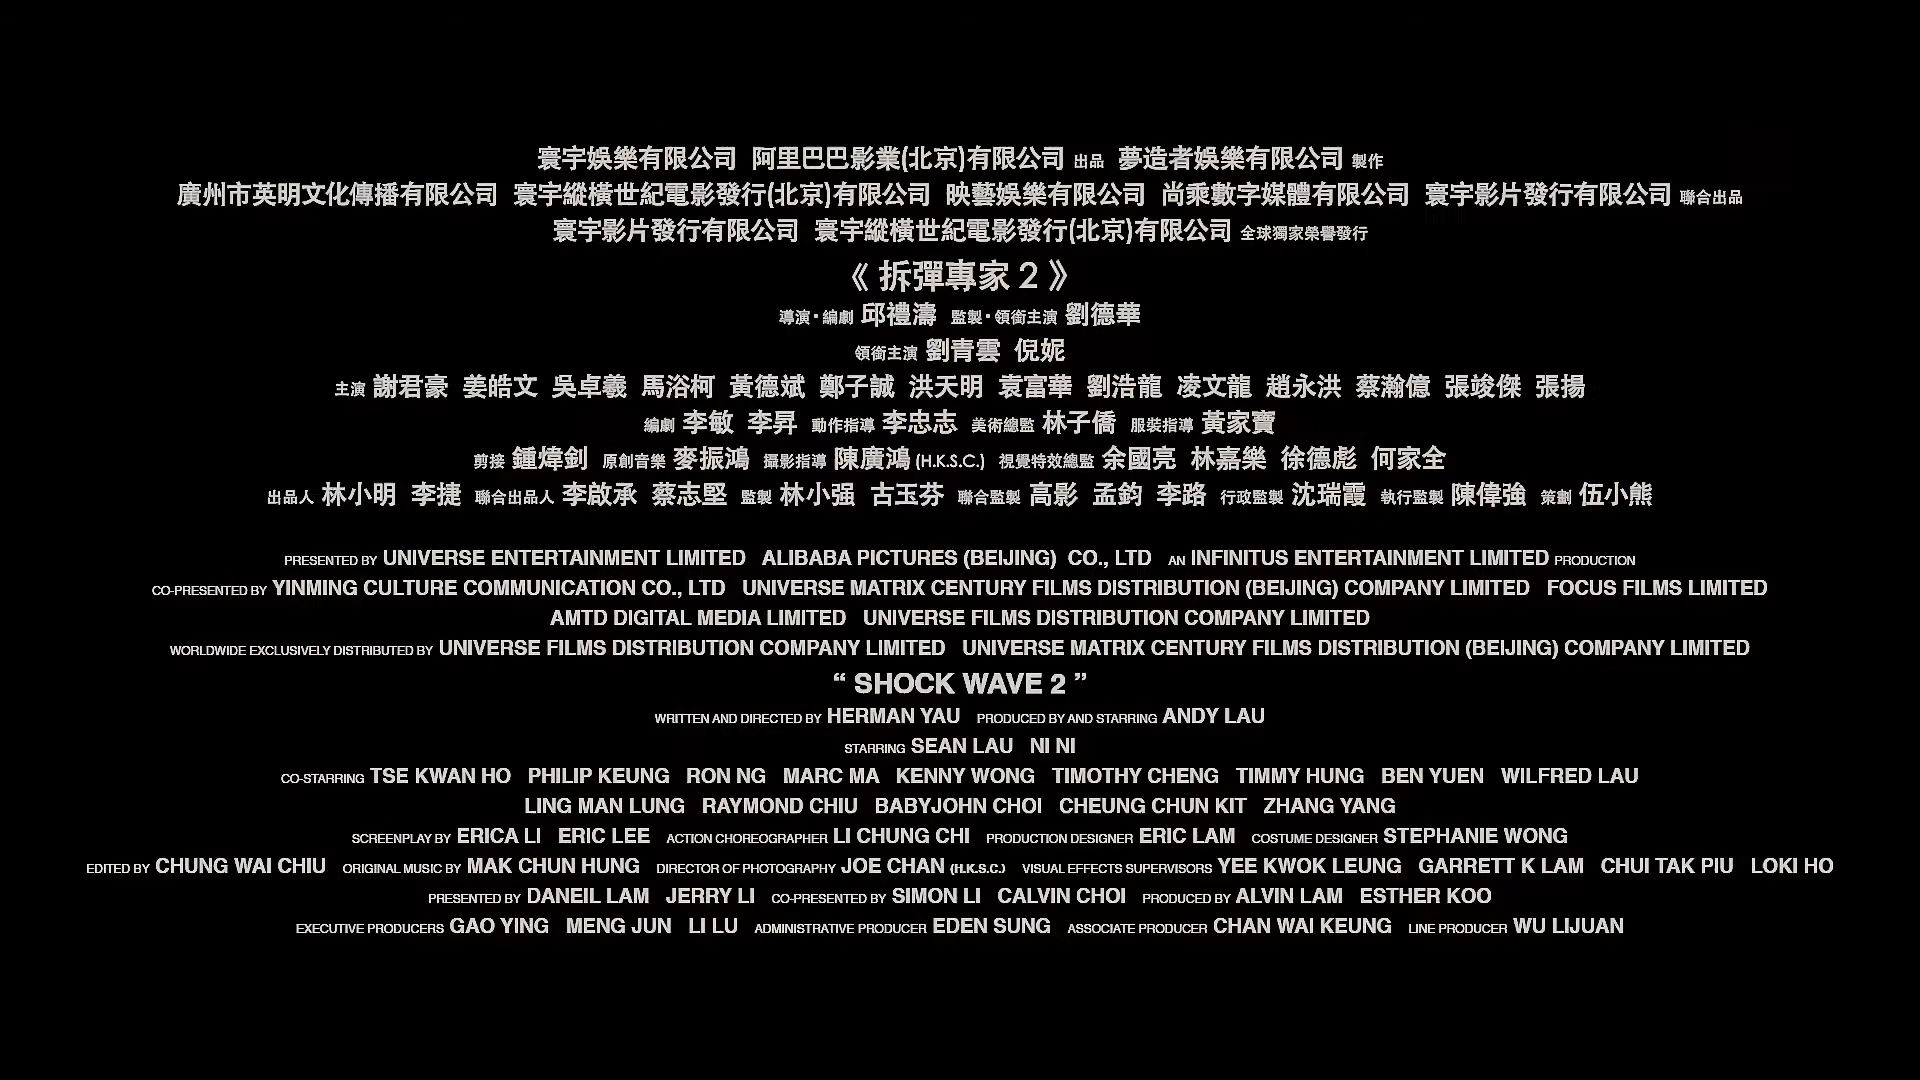 寰宇娛樂有限公司 阿里巴巴影業(北京)有限公司 出品 夢造者娛樂有限公司 製作
廣州市英明文化傳播有限公司 寰宇縱橫世紀電影發行(北京)有限公司 映藝娛樂有限公司 尚乘數字媒體有限公司 寰宇影片發行有限公司 聯合出品
寰宇影片發行有限公司 寰宇縱橫世紀電影發行(北京)有限公司 全球獨家榮譽發行
《 拆彈專家 2 》
導演·編劇 邱禮濤 監製·領銜主演 劉德華
領銜主演 劉青雲 倪妮
主演 謝君豪 姜皓文 吳卓羲 馬浴柯 黃德斌 鄭子誠 洪天明 袁富華 劉浩龍 凌文龍 趙永洪 蔡瀚億 張竣傑 張揚
編劇 李敏 李昇 動作指導 李忠志 美術總監 林子僑 服裝指導 黃家寶
剪接 鍾煒釗 原創音樂 麥振鴻 攝影指導 陳廣鴻 (H.K.S.C.) 視覺特效總監 余國亮 林嘉樂 徐德彪 何家全
出品人 林小明 李捷 聯合出品人 李啟承 蔡志堅 監製 林小强 古玉芬 聯合監製 高影 孟鈞 李路 行政監製 沈瑞霞 執行監製 陳偉強 策劃 伍小熊
PRESENTED BY UNIVERSE ENTERTAINMENT LIMITED ALIBABA PICTURES (BEIJING) CO., LTD AN INFINITUS ENTERTAINMENT LIMITED PRODUCTION
CO-PRESENTED BY YINMING CULTURE COMMUNICATION CO., LTD UNIVERSE MATRIX CENTURY FILMS DISTRIBUTION (BEIJING) COMPANY LIMITED FOCUS FILMS LIMITED
AMTD DIGITAL MEDIA LIMITED UNIVERSE FILMS DISTRIBUTION COMPANY LIMITED
WORLDWIDE EXCLUSIVELY DISTRIBUTED BY UNIVERSE FILMS DISTRIBUTION COMPANY LIMITED UNIVERSE MATRIX CENTURY FILMS DISTRIBUTION (BEIJING) COMPANY LIMITED
“ SHOCK WAVE 2 ”
WRITTEN AND DIRECTED BY HERMAN YAU PRODUCED BY AND STARRING ANDY LAU
STARRING SEAN LAU NI NI
CO-STARRING TSE KWAN HO PHILIP KEUNG RON NG MARC MA KENNY WONG TIMOTHY CHENG TIMMY HUNG BEN YUEN WILFRED LAU
LING MAN LUNG RAYMOND CHIU BABYJOHN CHOI CHEUNG CHUN KIT ZHANG YANG
SCREENPLAY BY ERICA LI ERIC LEE ACTION CHOREOGRAPHER LI CHUNG CHI PRODUCTION DESIGNER ERIC LAM COSTUME DESIGNER STEPHANIE WONG
EDITED BY CHUNG WAI CHIU ORIGINAL MUSIC BY MAK CHUN HUNG DIRECTOR OF PHOTOGRAPHY JOE CHAN (H.K.S.C.) VISUAL EFFECTS SUPERVISORS YEE KWOK LEUNG GARRETT K LAM CHUI TAK PIU LOKI HO
PRESENTED BY DANEIL LAM JERRY LI CO-PRESENTED BY SIMON LI CALVIN CHOI PRODUCED BY ALVIN LAM ESTHER KOO
EXECUTIVE PRODUCERS GAO YING MENG JUN LI LU ADMINISTRATIVE PRODUCER EDEN SUNG ASSOCIATE PRODUCER CHAN WAI KEUNG LINE PRODUCER WU LIJUAN